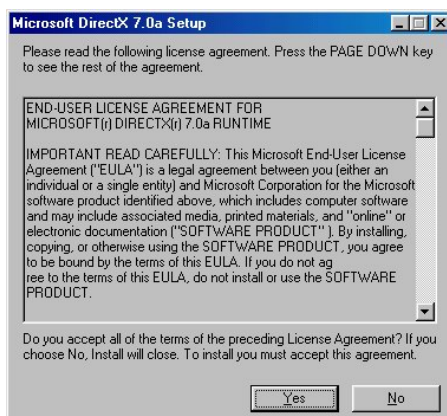 Microsoft DirectX 7.0a Setup
Please read the following license agreement. Press the PAGE DOWN key
to see the rest of the agreement.
END-USER LICENSE AGREEMENT FOR
MICROSOFT(r) DIRECTX(r) 7.0a RUNTIME
IMPORTANT READ CAREFULLY: This Microsoft End-User License
Agreement ("EULA") is a legal agreement between you (either an
individual or a single entity) and Microsoft Corporation for the Microsoft
software product identified above, which includes computer software
and may include associated media, printed materials, and "online" or
electronic documentation ("SOFTWARE PRODUCT" ). By installing,
copying, or otherwise using the SOFTWARE PRODUCT, you agree
to be bound by the terms of this EULA. If you do not ag
ree to the terms of this EULA, do not install or use the SOFTWARE
PRODUCT.
Do you accept all of the terms of the preceding License Agreement? If you
choose No, Install will close. To install you must accept this agreement.
Yes
No